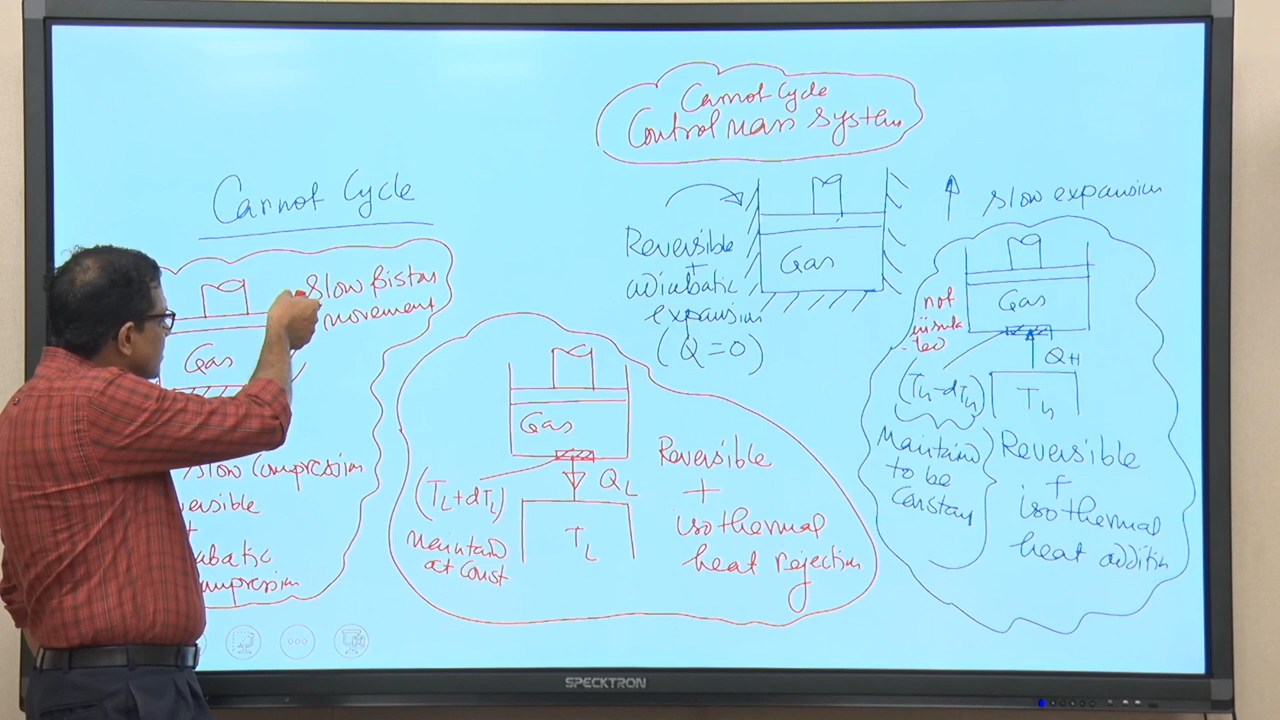 Carnot Cycle
Control Mass System
Carnot Cycle
slow Piston
movement
Gas
slow compression
ersible
+
abatic
ompression
Reversible
+
adiabatic
expansion
(Q = 0)
Gas
slow expansion
not
insula
-ted
Gas
QH
(Th-dTh)
Th
Maintain
to be
Constant
Reversible
+
isothermal
heat addition
Gas
(TL+dTL)
QL
TL
Maintain
at Const
Reversible
+
isothermal
heat rejection
SPECKTRON